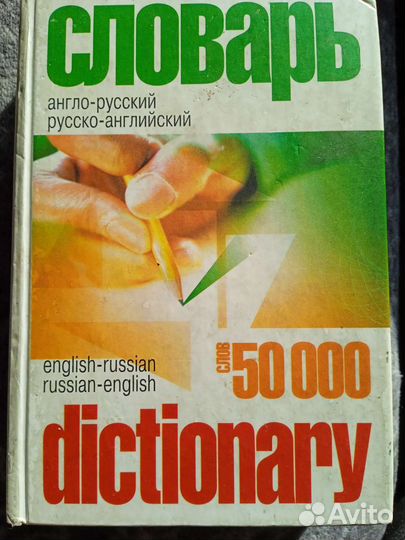 словарь
англо-русский
русско-английский
english-russian
russian-english
слов 50 000
dictionary
Avito